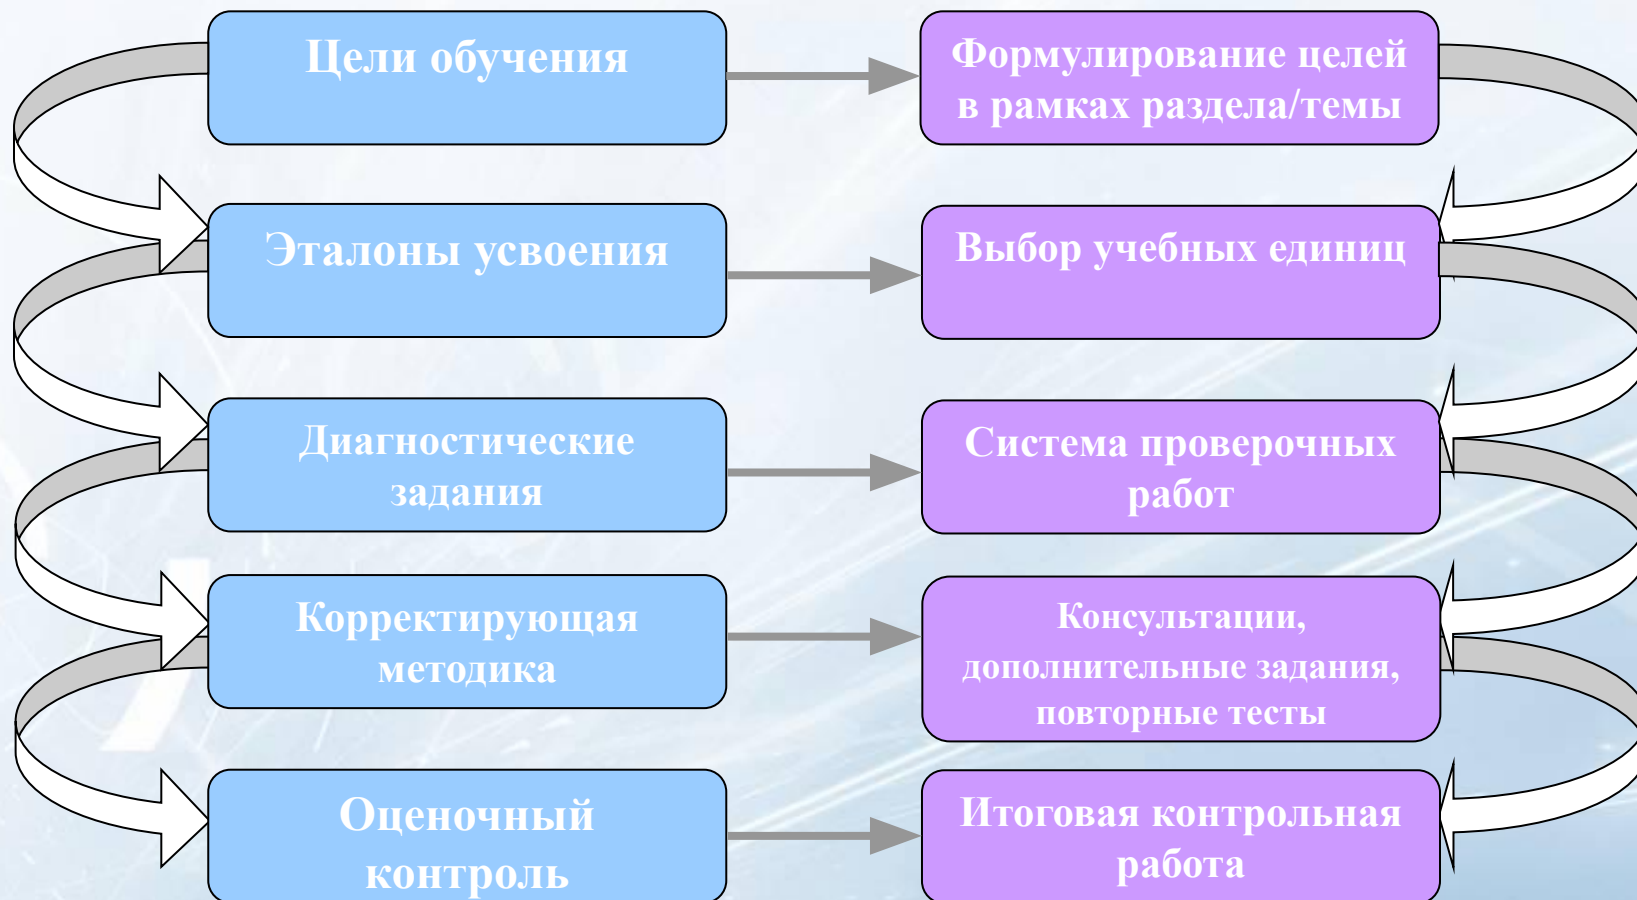 Цели обучения
Формулирование целей
в рамках раздела/темы
Эталоны усвоения
Выбор учебных единиц
Диагностические
задания
Система проверочных
работ
Корректирующая
методика
Консультации,
дополнительные задания,
повторные тесты
Оценочный
контроль
Итоговая контрольная
работа